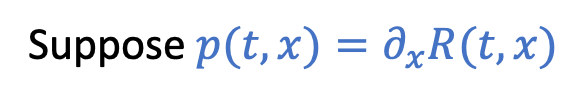 Suppose p(t, x) = ∂ₓR(t, x)